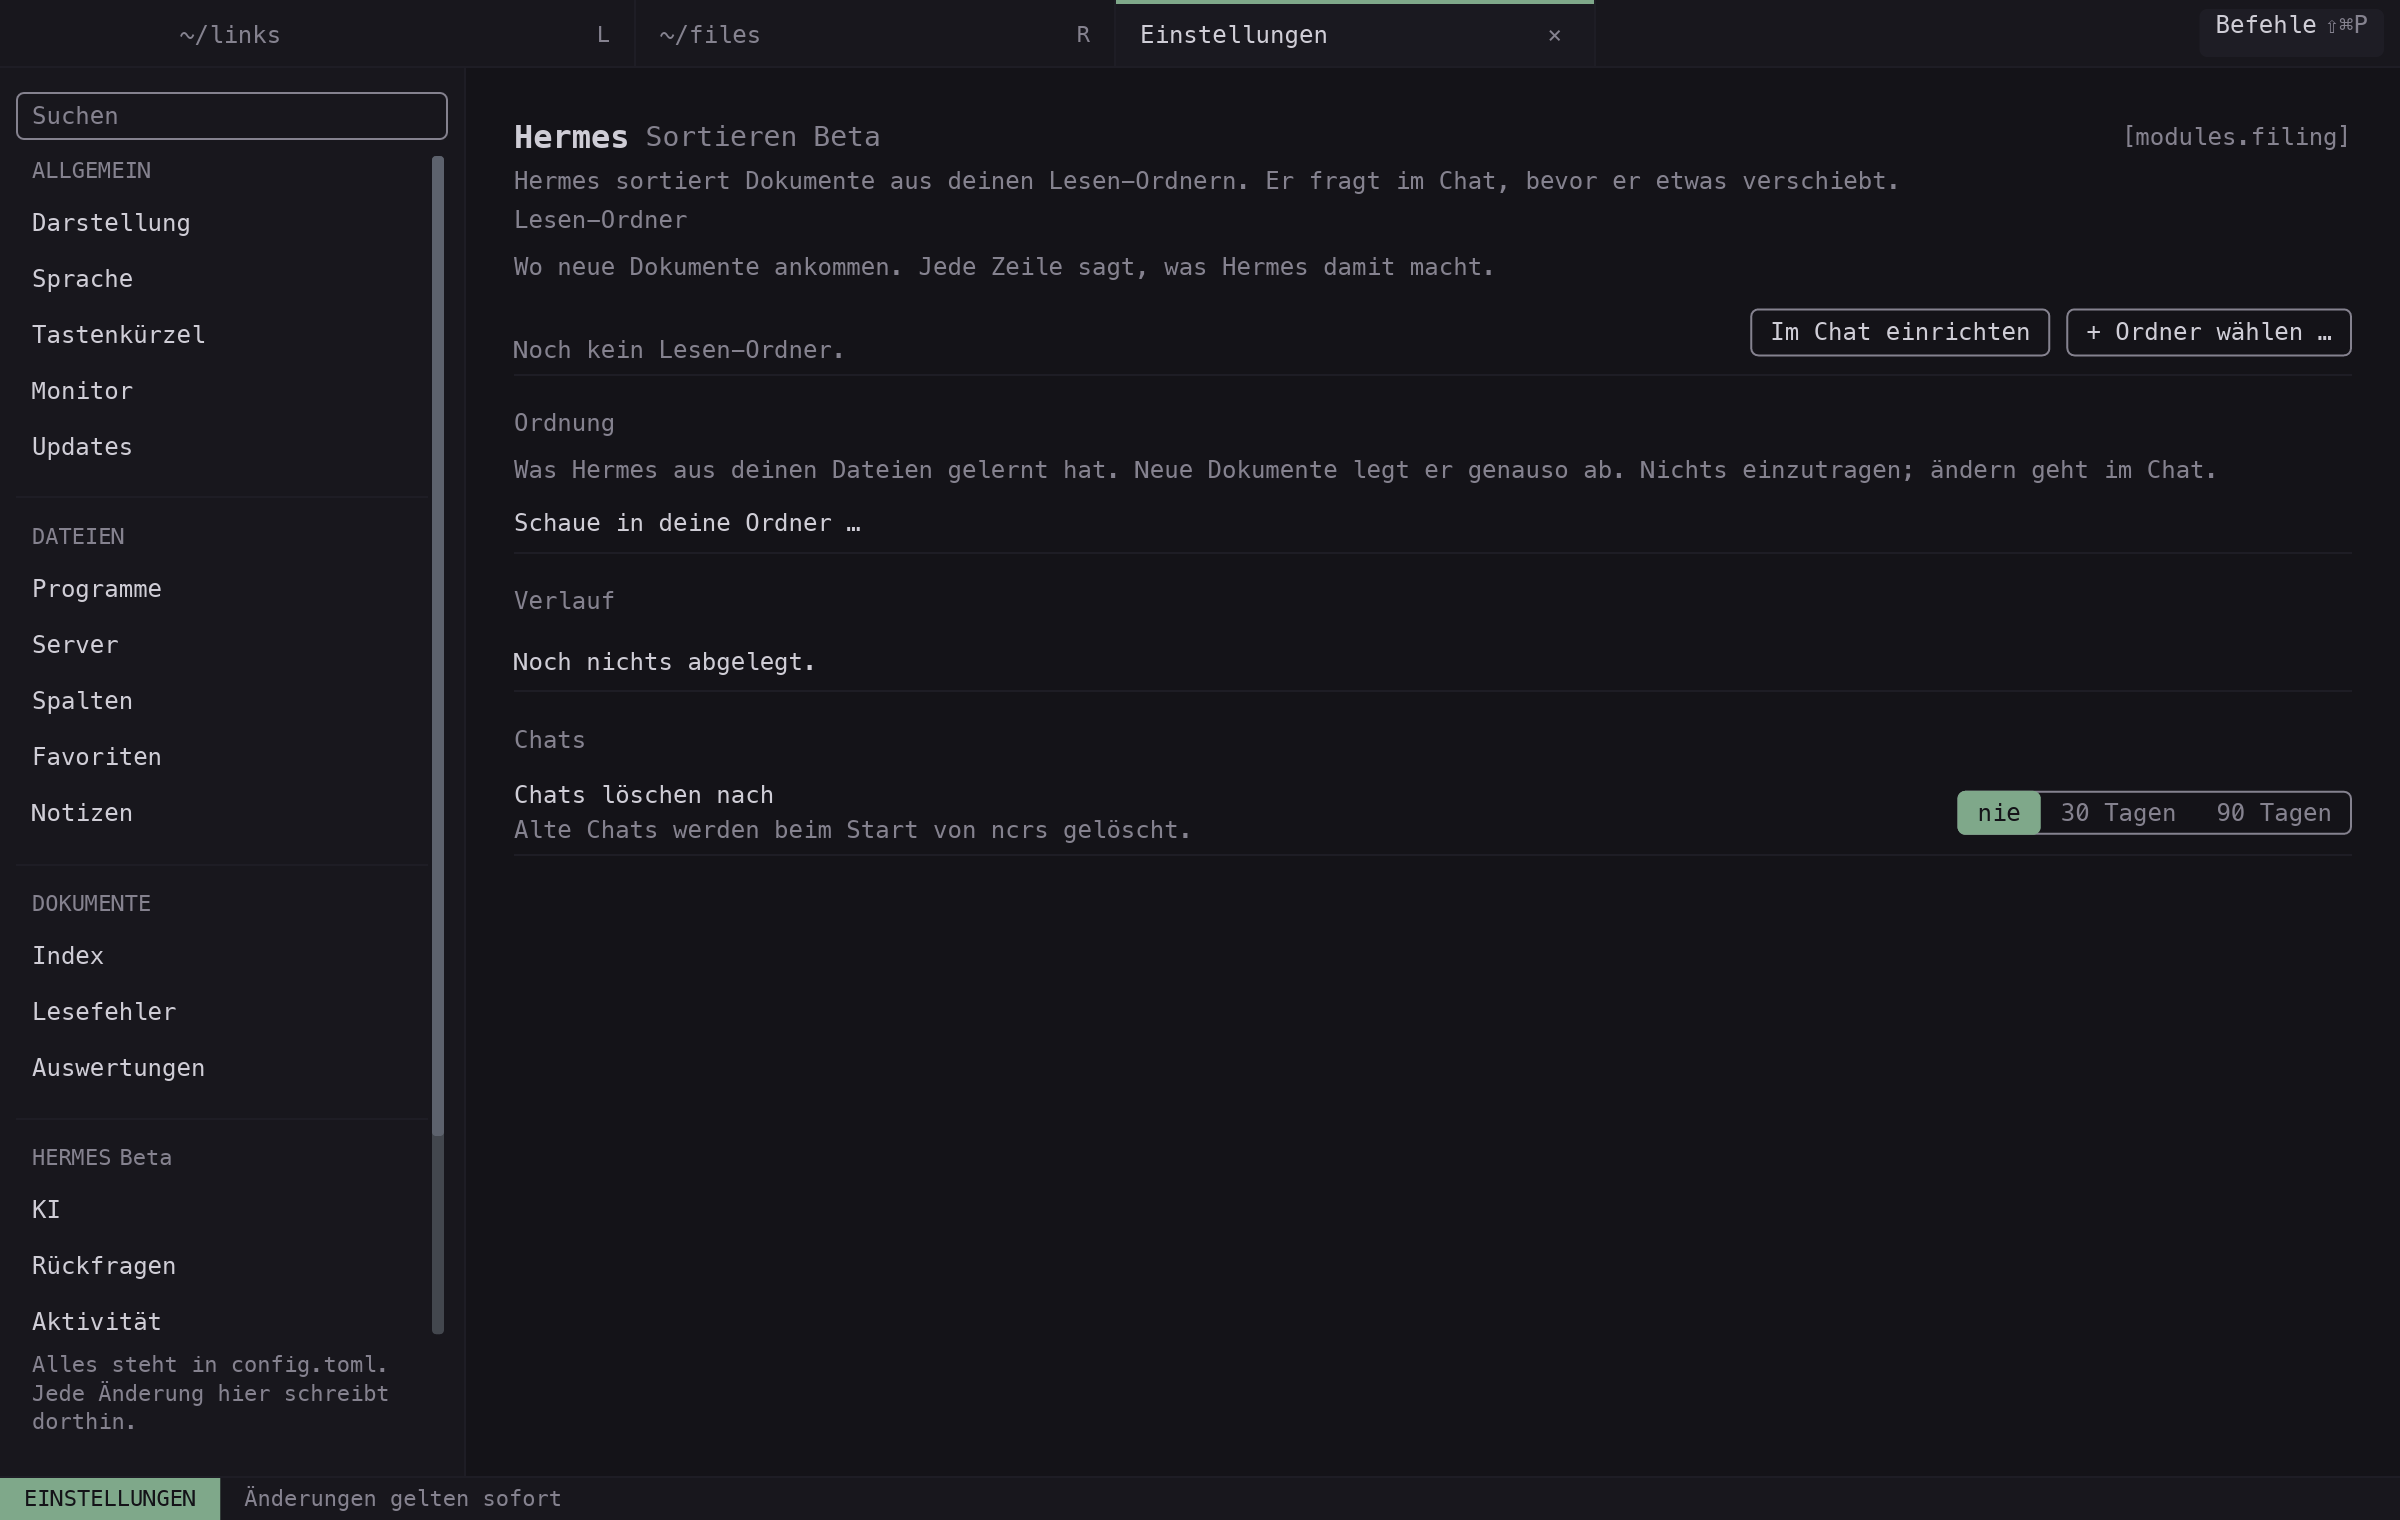 ~/links L ~/files R Einstellungen × Befehle ⇧⌘P
Suchen
ALLGEMEIN
Darstellung
Sprache
Tastenkürzel
Monitor
Updates
DATEIEN
Programme
Server
Spalten
Favoriten
Notizen
DOKUMENTE
Index
Lesefehler
Auswertungen
HERMES Beta
KI
Rückfragen
Aktivität
Alles steht in config.toml.
Jede Änderung hier schreibt
dorthin.
Hermes Sortieren Beta [modules.filing]
Hermes sortiert Dokumente aus deinen Lesen-Ordnern. Er fragt im Chat, bevor er etwas verschiebt.
Lesen-Ordner
Wo neue Dokumente ankommen. Jede Zeile sagt, was Hermes damit macht.
Noch kein Lesen-Ordner. Im Chat einrichten + Ordner wählen …
Ordnung
Was Hermes aus deinen Dateien gelernt hat. Neue Dokumente legt er genauso ab. Nichts einzutragen; ändern geht im Chat.
Schaue in deine Ordner …
Verlauf
Noch nichts abgelegt.
Chats
Chats löschen nach
Alte Chats werden beim Start von ncrs gelöscht.
nie 30 Tagen 90 Tagen
EINSTELLUNGEN Änderungen gelten sofort